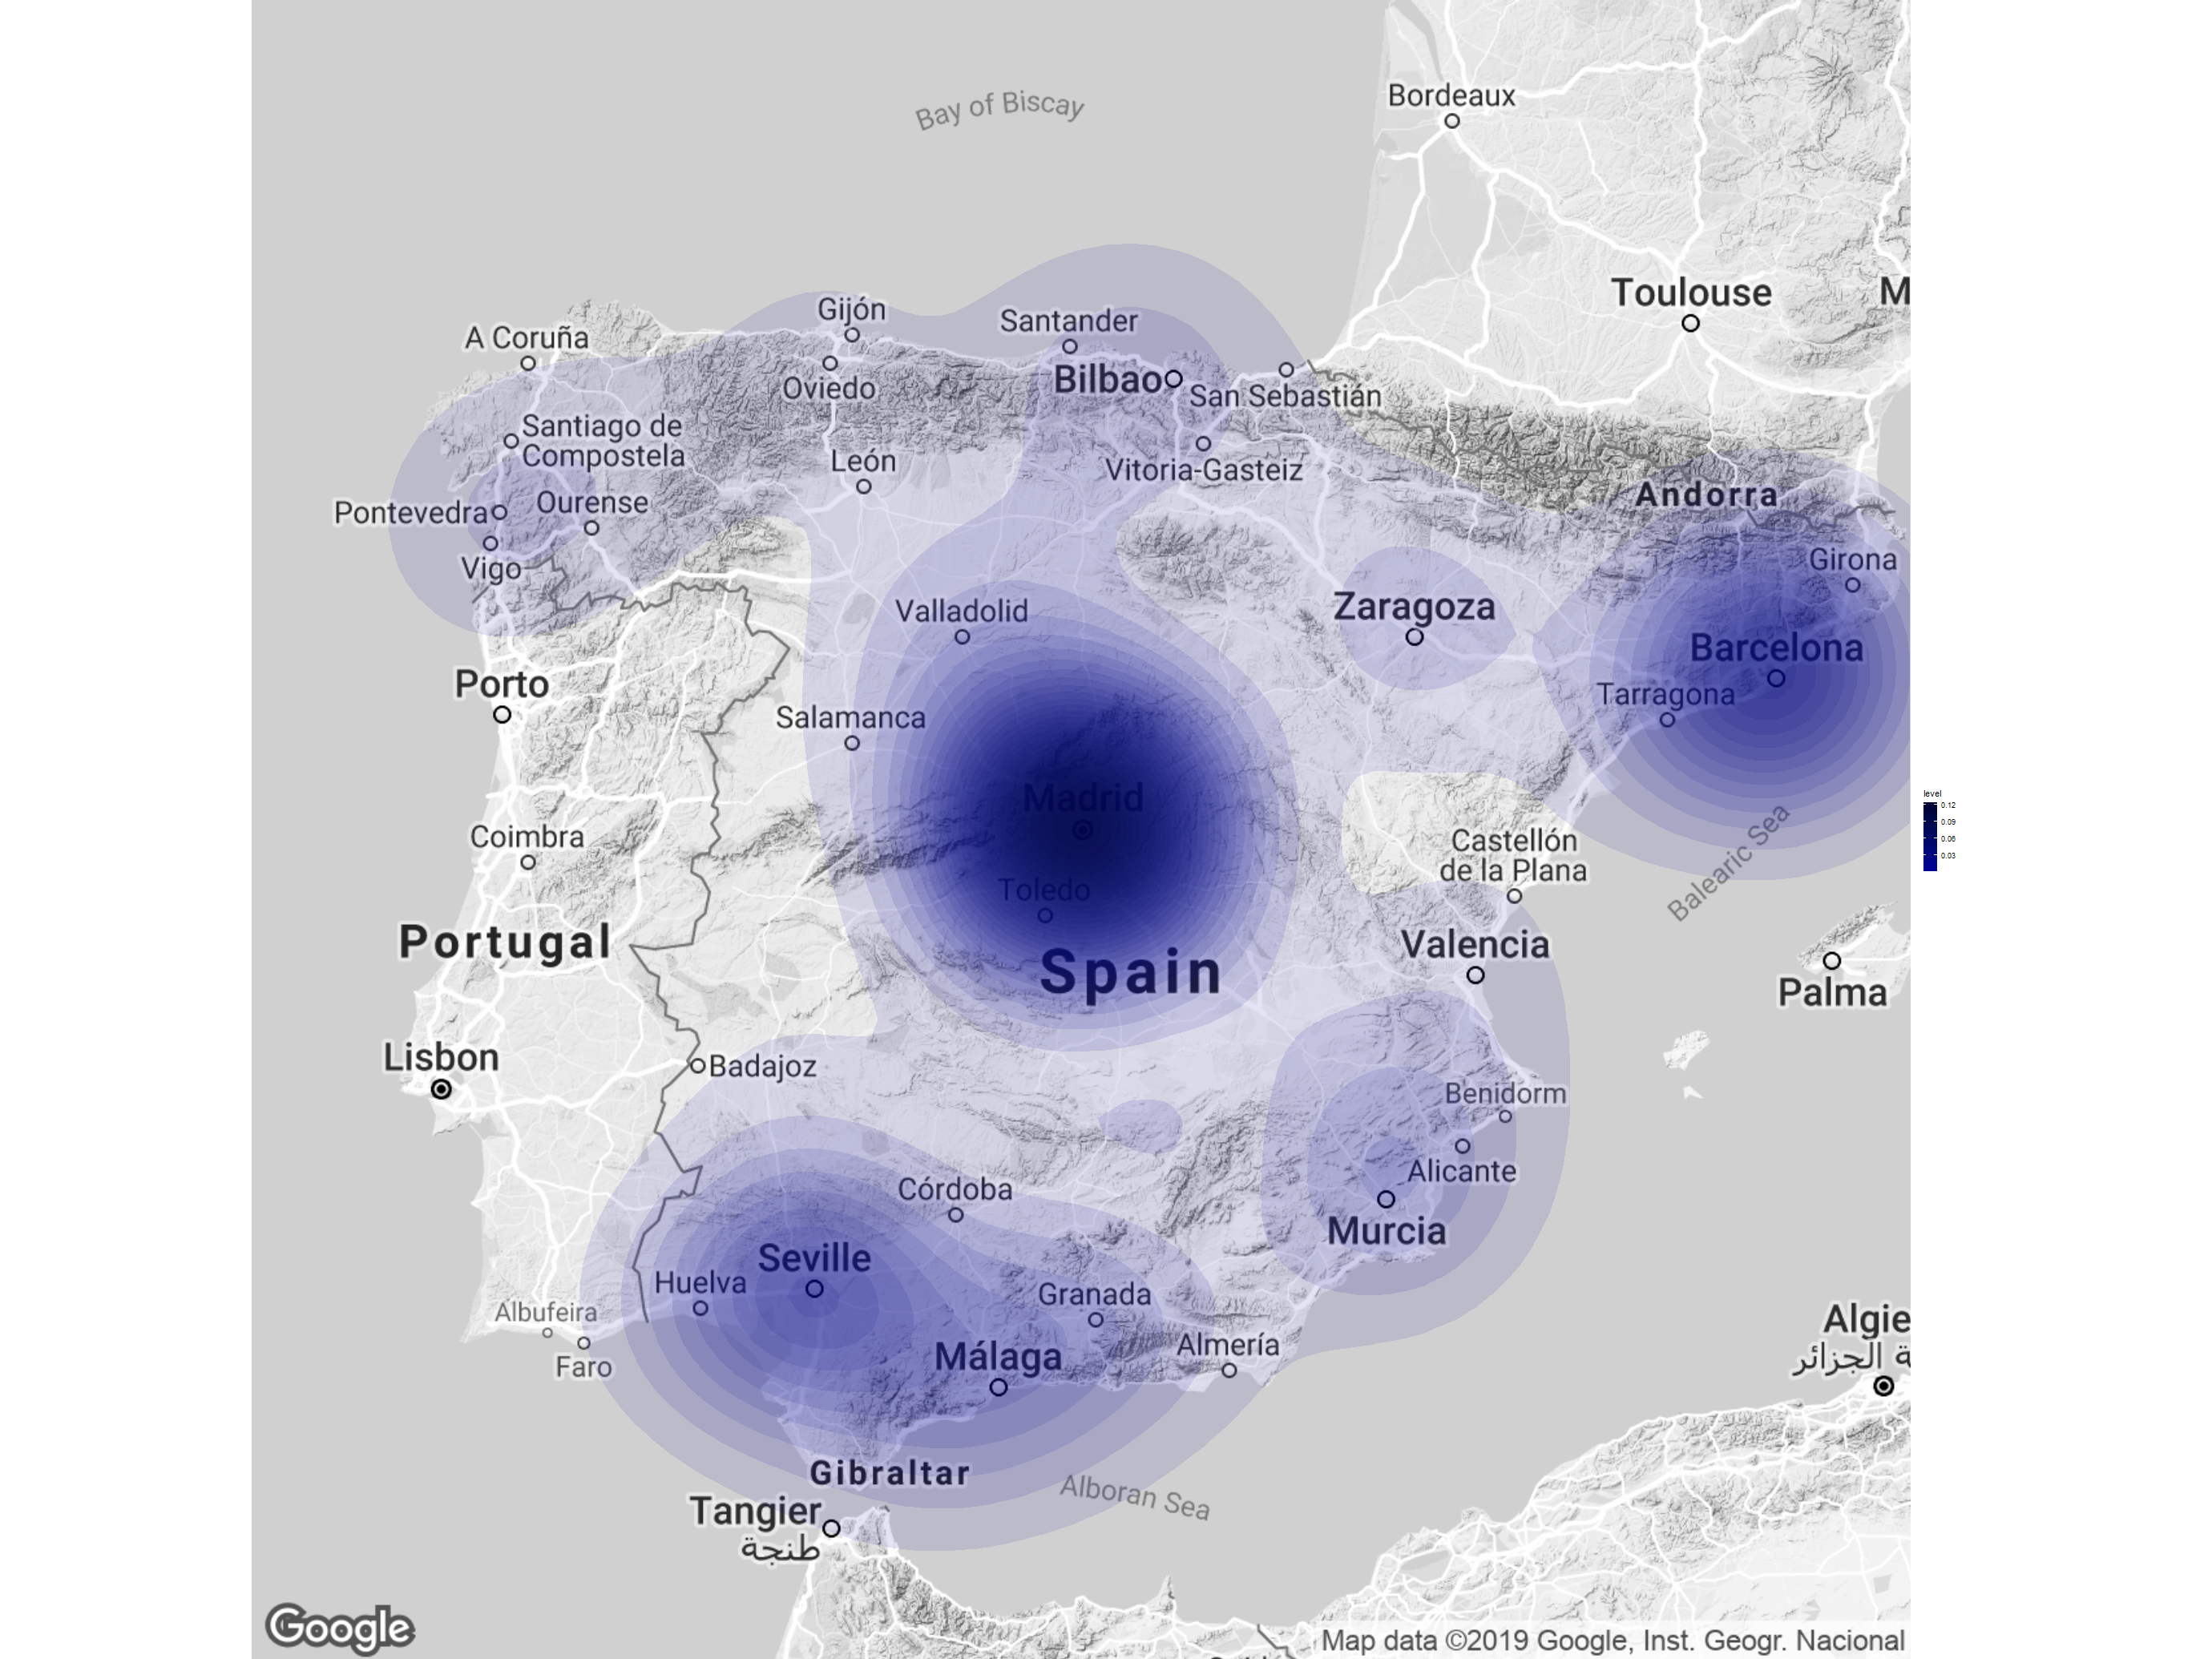 Bay of Biscay
Bordeaux
Toulouse
M
Gijón
Santander
A Coruña
Oviedo
Bilbao
San Sebastián
Santiago de
Compostela
León
Vitoria-Gasteiz
Andorra
Pontevedra
Ourense
Girona
Vigo
Valladolid
Zaragoza
Barcelona
Porto
Tarragona
Salamanca
Madrid
level
0.12
0.09
0.06
0.03
Coimbra
Castellón
de la Plana
Balearic Sea
Toledo
Portugal
Valencia
Spain
Palma
Lisbon
Badajoz
Benidorm
Alicante
Córdoba
Murcia
Seville
Huelva
Granada
Albufeira
Algie
الجزائر ة
Málaga
Almería
Faro
Gibraltar
Alboran Sea
Tangier
طنجة
Google
Map data ©2019 Google, Inst. Geogr. Nacional